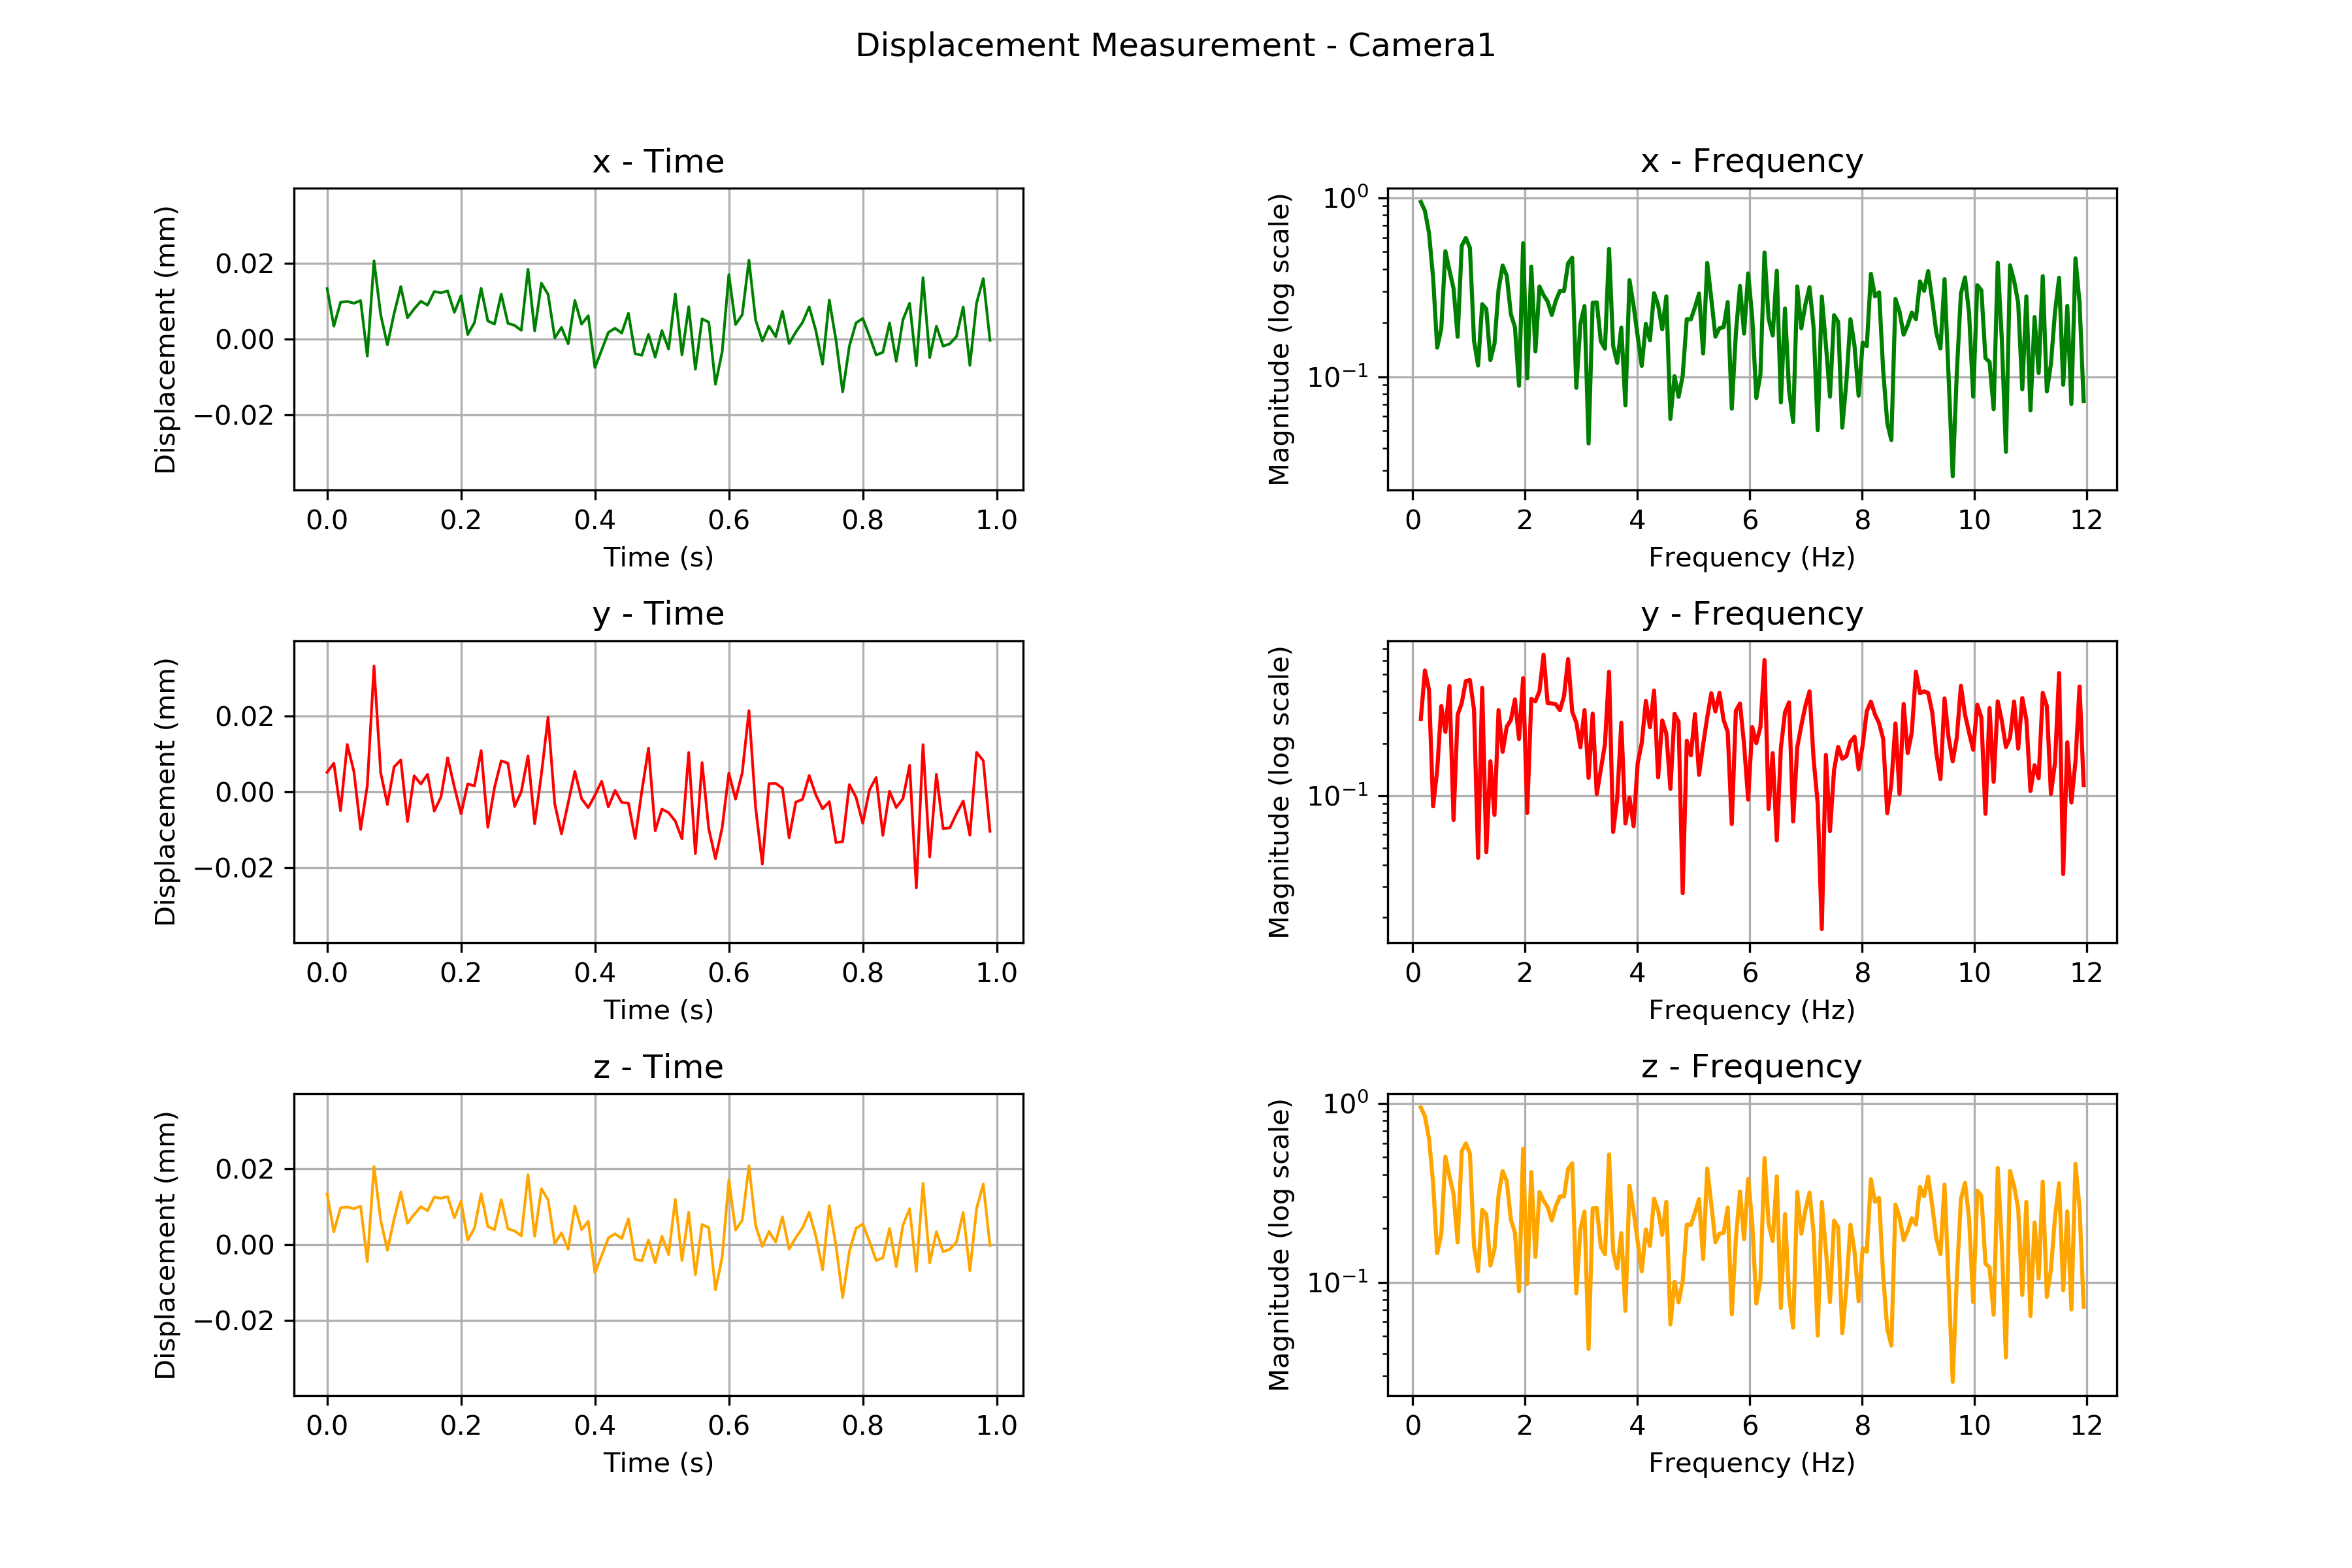 Displacement Measurement - Camera1
x - Time
Displacement (mm)
0.02
0.00
−0.02
0.0 0.2 0.4 0.6 0.8 1.0
Time (s)
x - Frequency
Magnitude (log scale)
10⁰
10⁻¹
0 2 4 6 8 10 12
Frequency (Hz)
y - Time
Displacement (mm)
0.02
0.00
−0.02
0.0 0.2 0.4 0.6 0.8 1.0
Time (s)
y - Frequency
Magnitude (log scale)
10⁻¹
0 2 4 6 8 10 12
Frequency (Hz)
z - Time
Displacement (mm)
0.02
0.00
−0.02
0.0 0.2 0.4 0.6 0.8 1.0
Time (s)
z - Frequency
Magnitude (log scale)
10⁰
10⁻¹
0 2 4 6 8 10 12
Frequency (Hz)